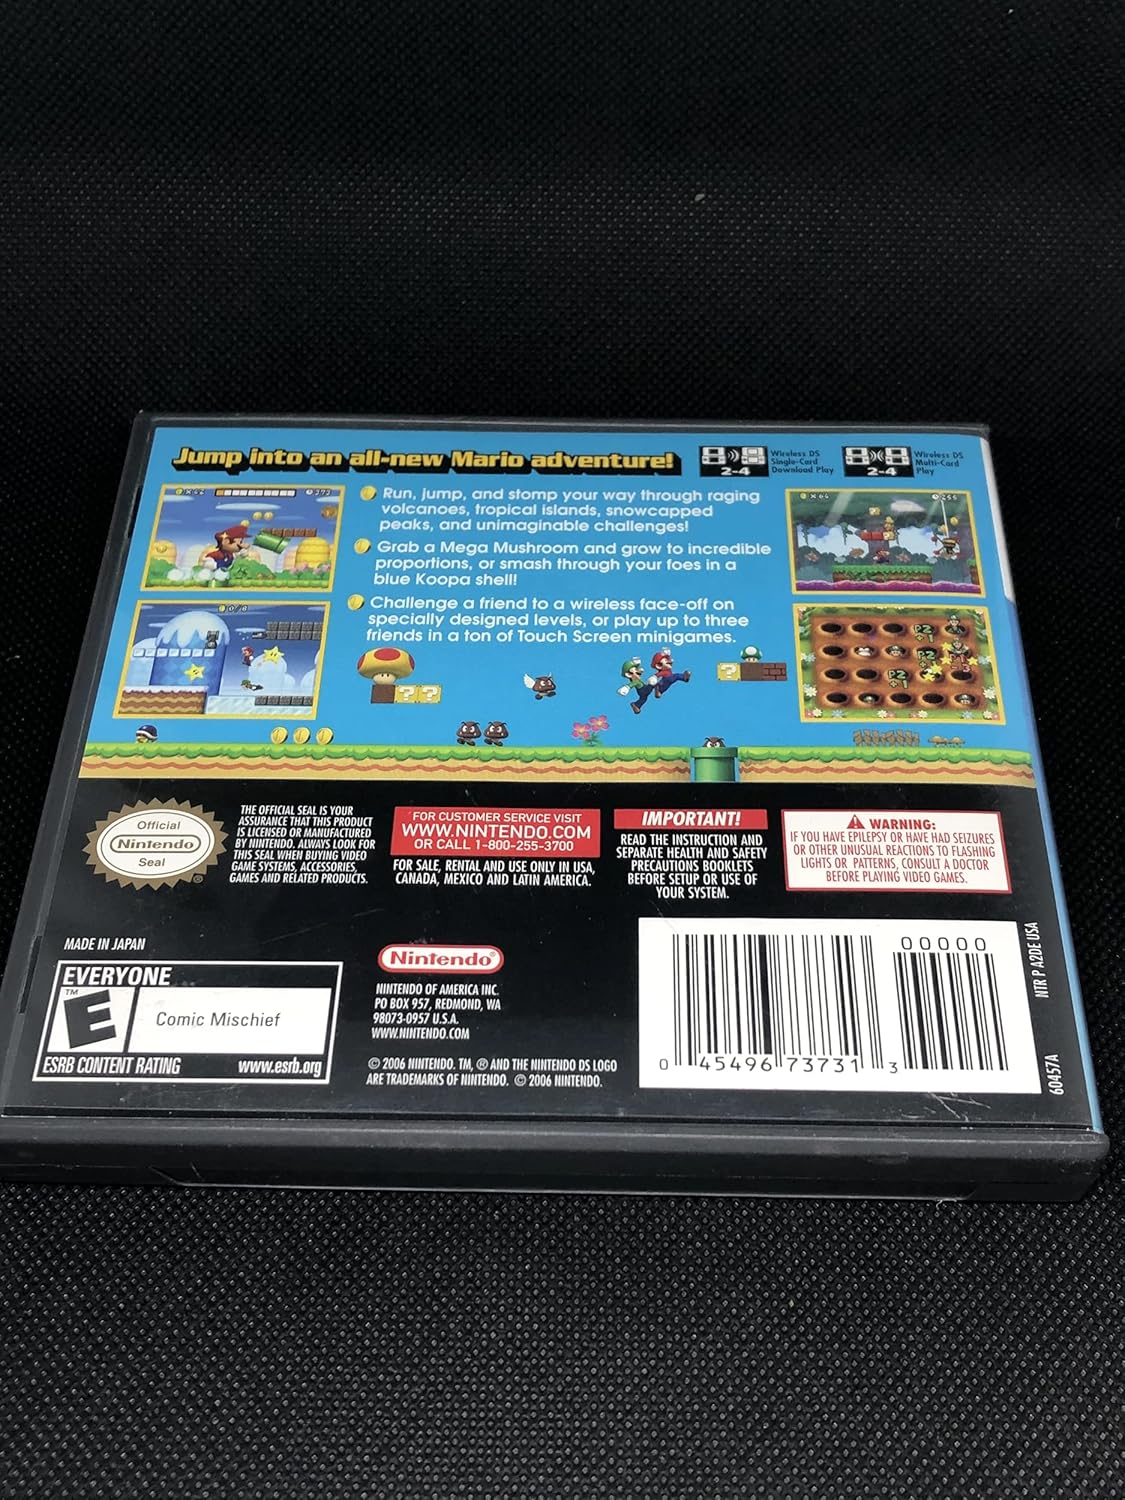 Jump into an all-new Mario adventure!
2-4
Wireless DS
Single-Card
Download Play
2-4
Wireless DS
Multi-Card
Play
Run, jump, and stomp your way through raging
volcanoes, tropical islands, snowcapped
peaks, and unimaginable challenges!
Grab a Mega Mushroom and grow to incredible
proportions, or smash through your foes in a
blue Koopa shell!
Challenge a friend to a wireless face-off on
specially designed levels, or play up to three
friends in a ton of Touch Screen minigames.
Official
Nintendo
Seal
THE OFFICIAL SEAL IS YOUR
ASSURANCE THAT THIS PRODUCT
IS LICENSED OR MANUFACTURED
BY NINTENDO. ALWAYS LOOK FOR
THIS SEAL WHEN BUYING VIDEO
GAME SYSTEMS, ACCESSORIES,
GAMES AND RELATED PRODUCTS.
FOR CUSTOMER SERVICE VISIT
WWW.NINTENDO.COM
OR CALL 1-800-255-3700
FOR SALE, RENTAL AND USE ONLY IN USA,
CANADA, MEXICO AND LATIN AMERICA.
IMPORTANT!
READ THE INSTRUCTION AND
SEPARATE HEALTH AND SAFETY
PRECAUTIONS BOOKLETS
BEFORE SETUP OR USE OF
YOUR SYSTEM.
WARNING:
IF YOU HAVE EPILEPSY OR HAVE HAD SEIZURES
OR OTHER UNUSUAL REACTIONS TO FLASHING
LIGHTS OR PATTERNS, CONSULT A DOCTOR
BEFORE PLAYING VIDEO GAMES.
MADE IN JAPAN
EVERYONE
E
TM
Comic Mischief
ESRB CONTENT RATING www.esrb.org
Nintendo®
NINTENDO OF AMERICA INC.
PO BOX 957, REDMOND, WA
98073-0957 U.S.A.
WWW.NINTENDO.COM
© 2006 NINTENDO. TM, ® AND THE NINTENDO DS LOGO
ARE TRADEMARKS OF NINTENDO. © 2006 NINTENDO.
00000
0 45496 73731 3
NTR P A2DE USA
60457A